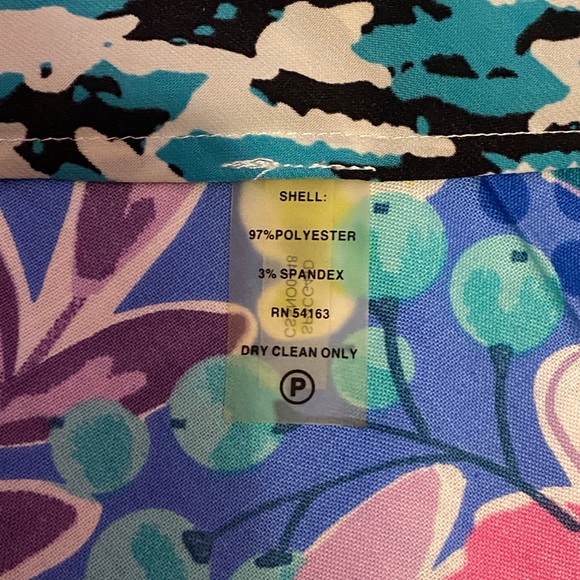 SHELL:
97%POLYESTER
3% SPANDEX
RN 54163
DRY CLEAN ONLY
P